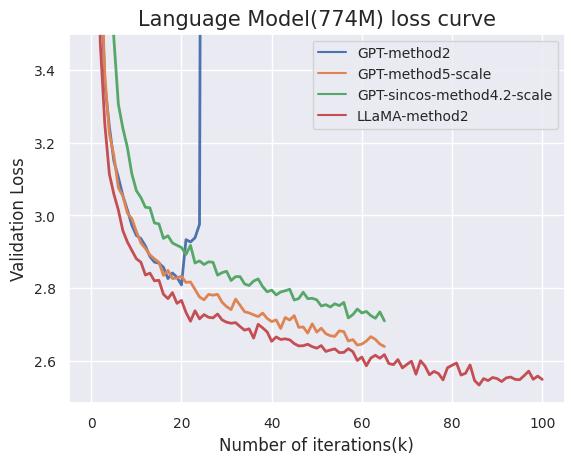 Language Model(774M) loss curve
GPT-method2
GPT-method5-scale
GPT-sincos-method4.2-scale
LLaMA-method2
Validation Loss
3.4
3.2
3.0
2.8
2.6
0 20 40 60 80 100
Number of iterations(k)